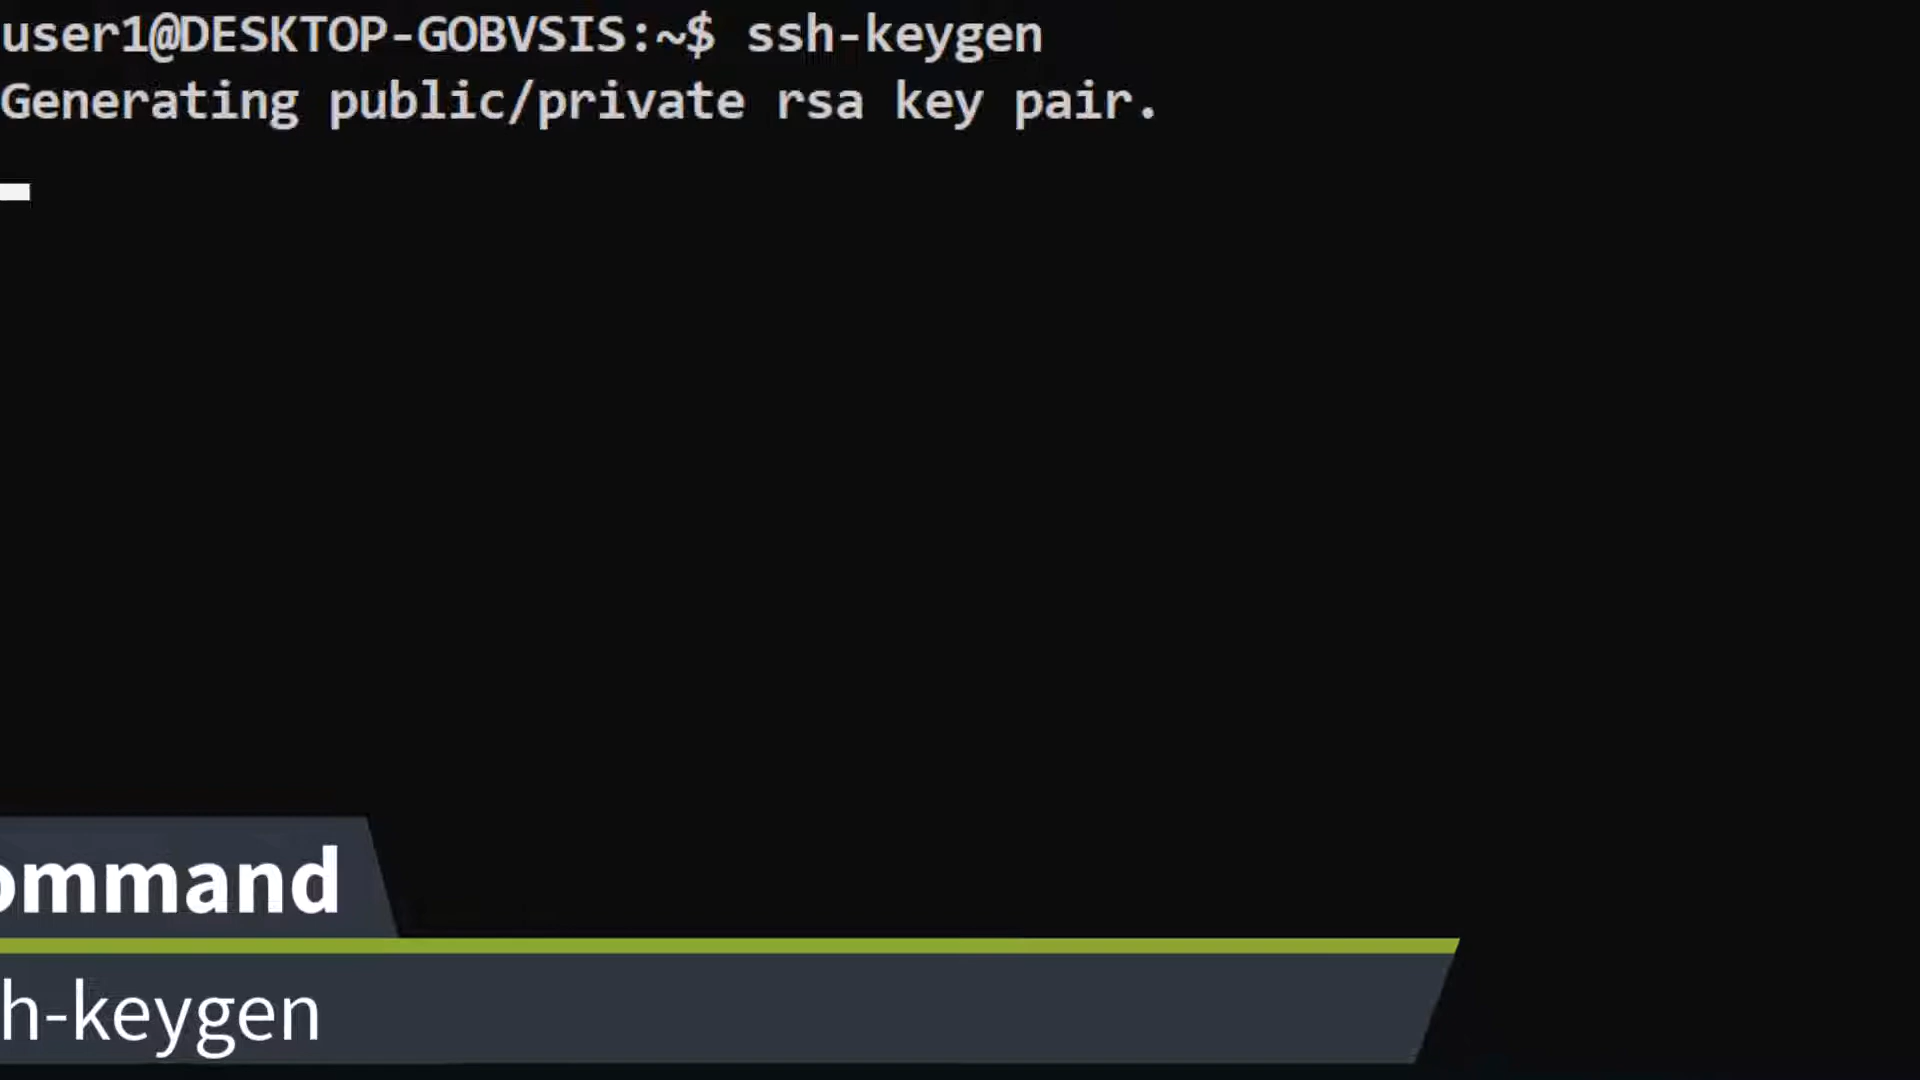 user1@DESKTOP-GOBVSIS:~$ ssh-keygen
Generating public/private rsa key pair.
ommand
h-keygen